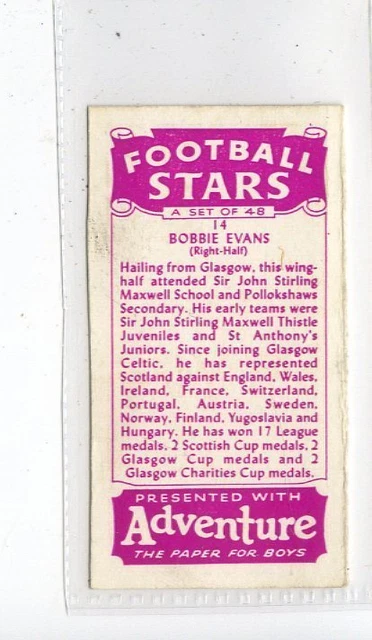 FOOTBALL
STARS
A SET OF 48
14
BOBBIE EVANS
(Right-Half)
Hailing from Glasgow, this wing-
half attended Sir John Stirling
Maxwell School and Pollokshaws
Secondary. His early teams were
Sir John Stirling Maxwell Thistle
Juveniles and St Anthony's
Juniors. Since joining Glasgow
Celtic, he has represented
Scotland against England, Wales,
Ireland, France, Switzerland,
Portugal, Austria, Sweden,
Norway, Finland, Yugoslavia and
Hungary. He has won 17 League
medals, 2 Scottish Cup medals, 2
Glasgow Cup medals and 2
Glasgow Charities Cup medals.
PRESENTED WITH
Adventure
THE PAPER FOR BOYS